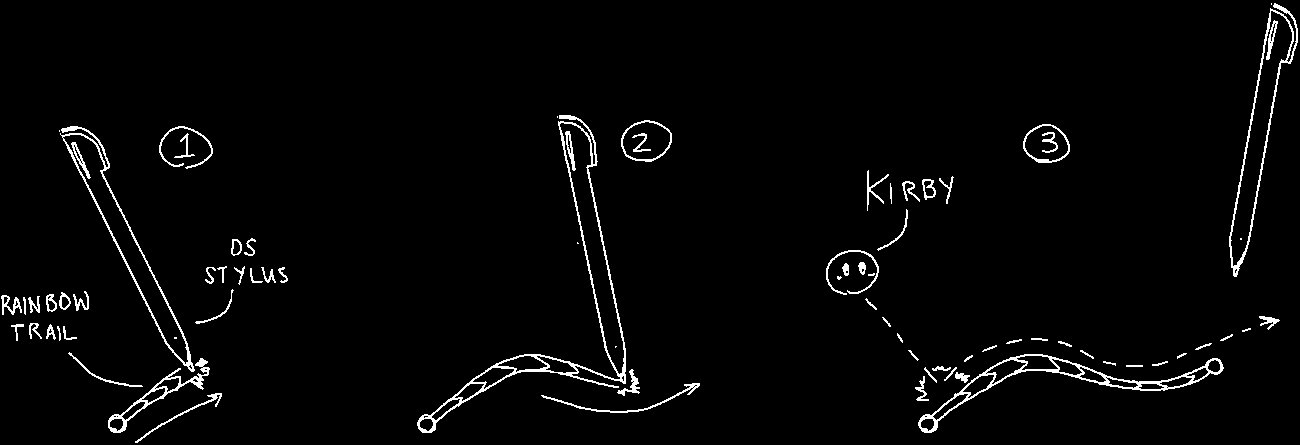 1
2
3
KIRBY
DS
STYLUS
RAINBOW
TRAIL